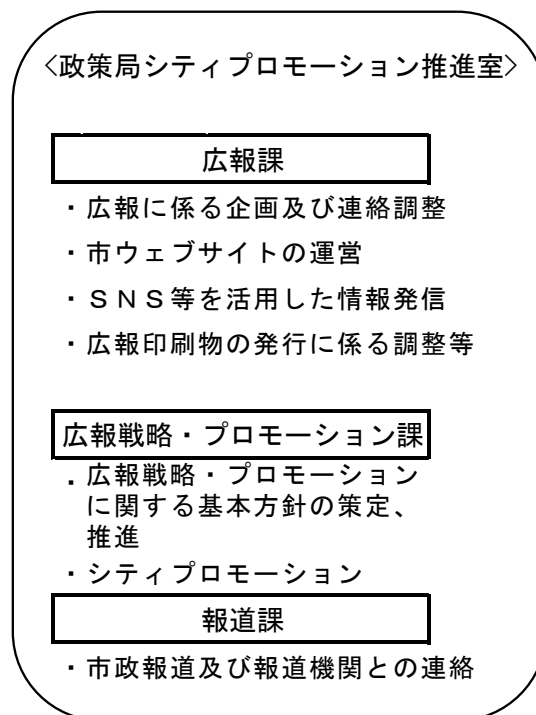 〈政策局シティプロモーション推進室〉
広報課
・広報に係る企画及び連絡調整
・市ウェブサイトの運営
・ＳＮＳ等を活用した情報発信
・広報印刷物の発行に係る調整等
広報戦略・プロモーション課
・広報戦略・プロモーション
に関する基本方針の策定、
推進
・シティプロモーション
報道課
・市政報道及び報道機関との連絡